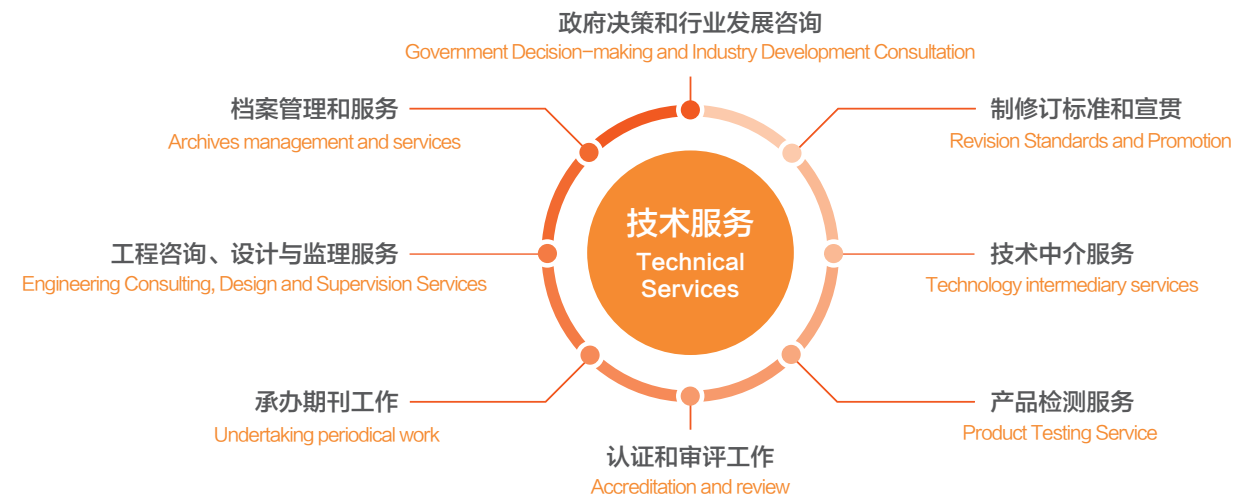 政府决策和行业发展咨询
Government Decision-making and Industry Development Consultation
档案管理和服务
Archives management and services
制修订标准和宣贯
Revision Standards and Promotion
技术服务
Technical
Services
工程咨询、设计与监理服务
Engineering Consulting, Design and Supervision Services
技术中介服务
Technology intermediary services
承办期刊工作
Undertaking periodical work
产品检测服务
Product Testing Service
认证和审评工作
Accreditation and review